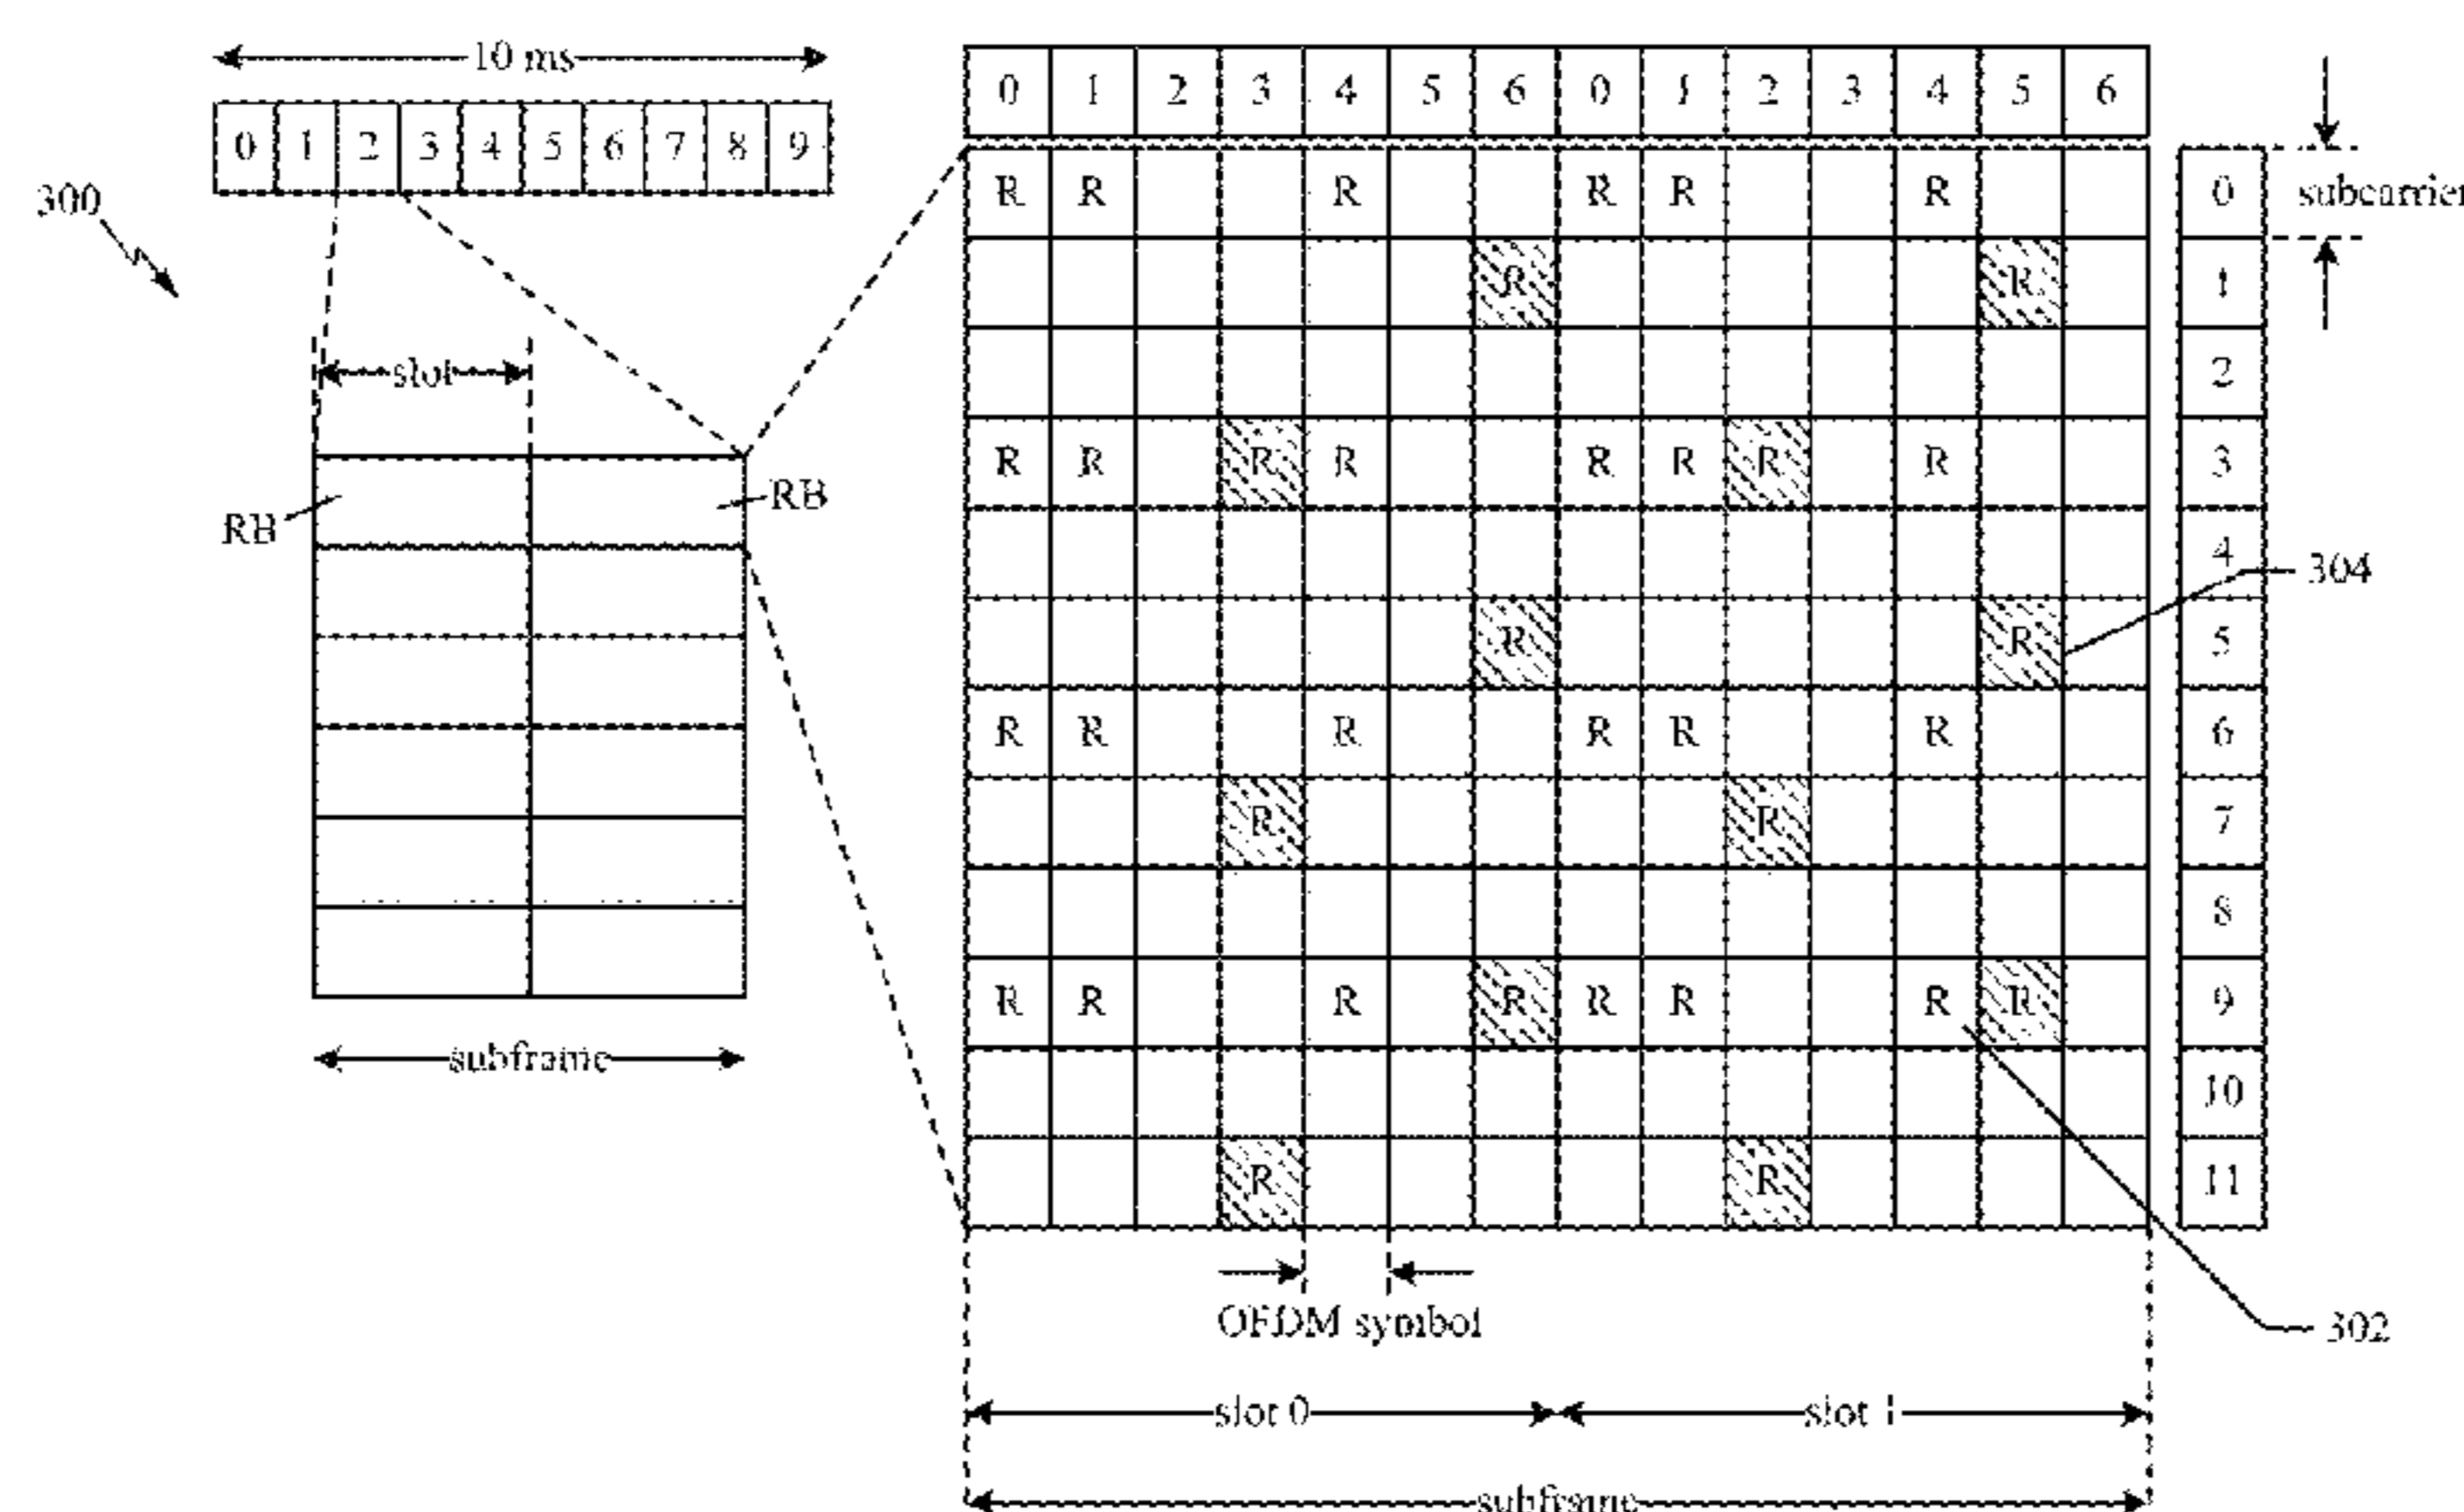 10 ms
0 1 2 3 4 5 6 7 8 9
300
slot
RB
RB
subframe
0 1 2 3 4 5 6 0 1 2 3 4 5 6
R R R R R R 0
R R 1
2
R R R R R R R R 3
4
R R 5
R R R R R R 6
R R 7
8
R R R R R R R R 9
10
R R 11
subcarrier
304
302
OFDM symbol
slot 0
slot 1
subframe